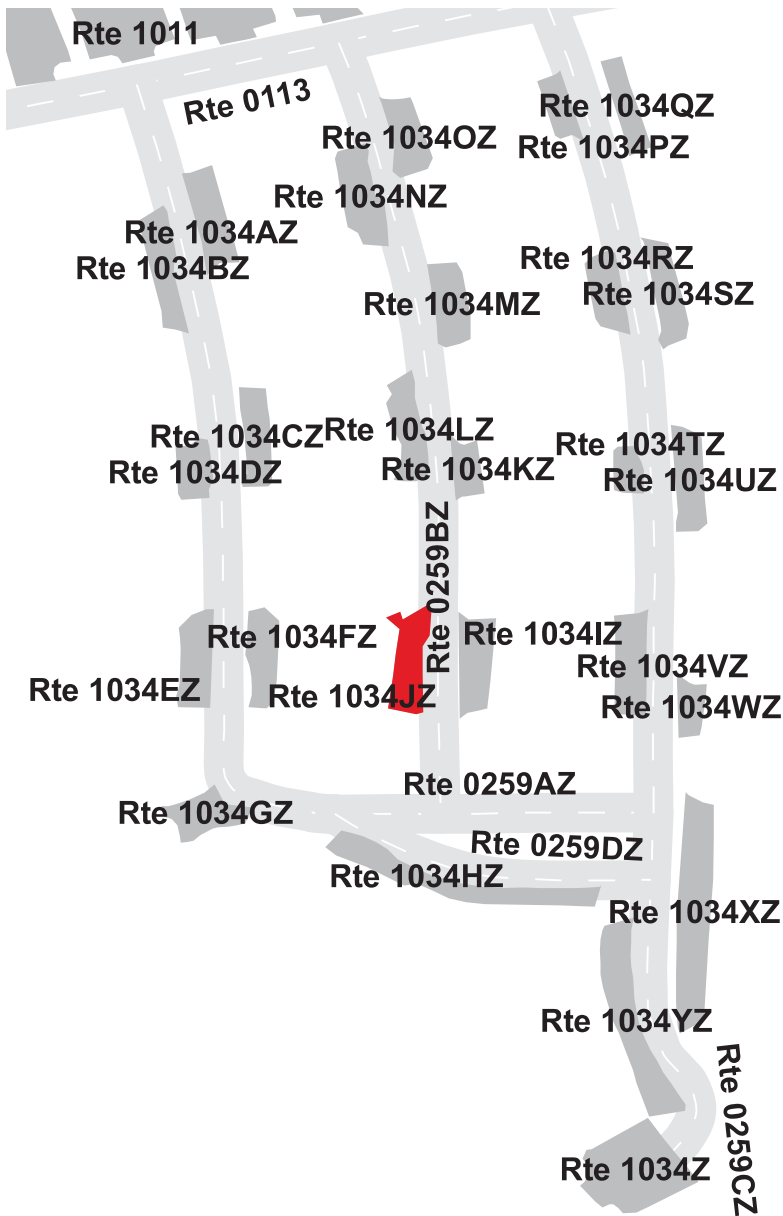 Rte 1011
Rte 0113
Rte 1034QZ
Rte 1034OZ
Rte 1034PZ
Rte 1034NZ
Rte 1034AZ
Rte 1034BZ
Rte 1034RZ
Rte 1034SZ
Rte 1034MZ
Rte 1034CZ
Rte 1034LZ
Rte 1034TZ
Rte 1034DZ
Rte 1034KZ
Rte 1034UZ
Rte 0259BZ
Rte 1034FZ
Rte 1034IZ
Rte 1034VZ
Rte 1034EZ
Rte 1034JZ
Rte 1034WZ
Rte 0259AZ
Rte 1034GZ
Rte 0259DZ
Rte 1034HZ
Rte 1034XZ
Rte 1034YZ
Rte 0259CZ
Rte 1034Z